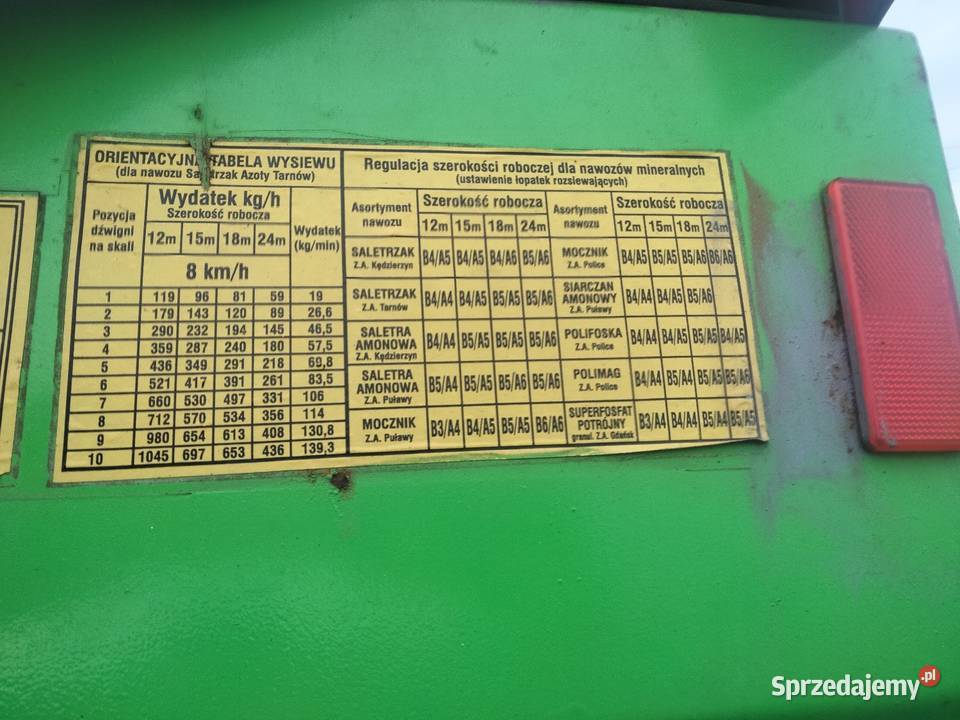 ORIENTACYJNA TABELA WYSIEWU
(dla nawozu Saletrzak Azoty Tarnów)
Pozycja dźwigni na skali
Wydatek kg/h
Szerokość robocza
12m 15m 18m 24m
Wydatek (kg/min)
8 km/h
1 119 96 81 59 19
2 179 143 120 89 26,6
3 290 232 194 145 46,5
4 359 287 240 180 57,5
5 436 349 291 218 69,8
6 521 417 391 261 83,5
7 660 530 497 331 106
8 712 570 534 356 114
9 980 654 613 408 130,8
10 1045 697 653 436 139,3
Regulacja szerokości roboczej dla nawozów mineralnych
(ustawienie łopatek rozsiewających)
Asortyment nawozu
Szerokość robocza
12m 15m 18m 24m
SALETRZAK
Z.A. Kędzierzyn
B4/A5 B4/A5 B4/A6 B5/A6
SALETRZAK
Z.A. Tarnów
B4/A4 B4/A5 B5/A5 B5/A6
SALETRA
AMONOWA
Z.A. Kędzierzyn
B4/A4 B5/A5 B5/A6 B5/A6
SALETRA
AMONOWA
Z.A. Puławy
B5/A4 B5/A5 B5/A6 B5/A6
MOCZNIK
Z.A. Puławy
B3/A4 B4/A5 B5/A5 B6/A6
Asortyment nawozu
Szerokość robocza
12m 15m 18m 24m
MOCZNIK
Z.A. Police
B4/A5 B5/A5 B5/A6 B6/A6
SIARCZAN
AMONOWY
Z.A. Puławy
B4/A4 B4/A5 B5/A6
POLIFOSKA
Z.A. Police
B4/A4 B4/A5 B5/A5 B4/A5
POLIMAG
Z.A. Police
B4/A4 B5/A4 B5/A5 B5/A6
SUPERFOSFAT
POTRÓJNY
granul. Z.A. Gdańsk
B3/A4 B4/A4 B5/A4 B5/A5
Sprzedajemy.pl